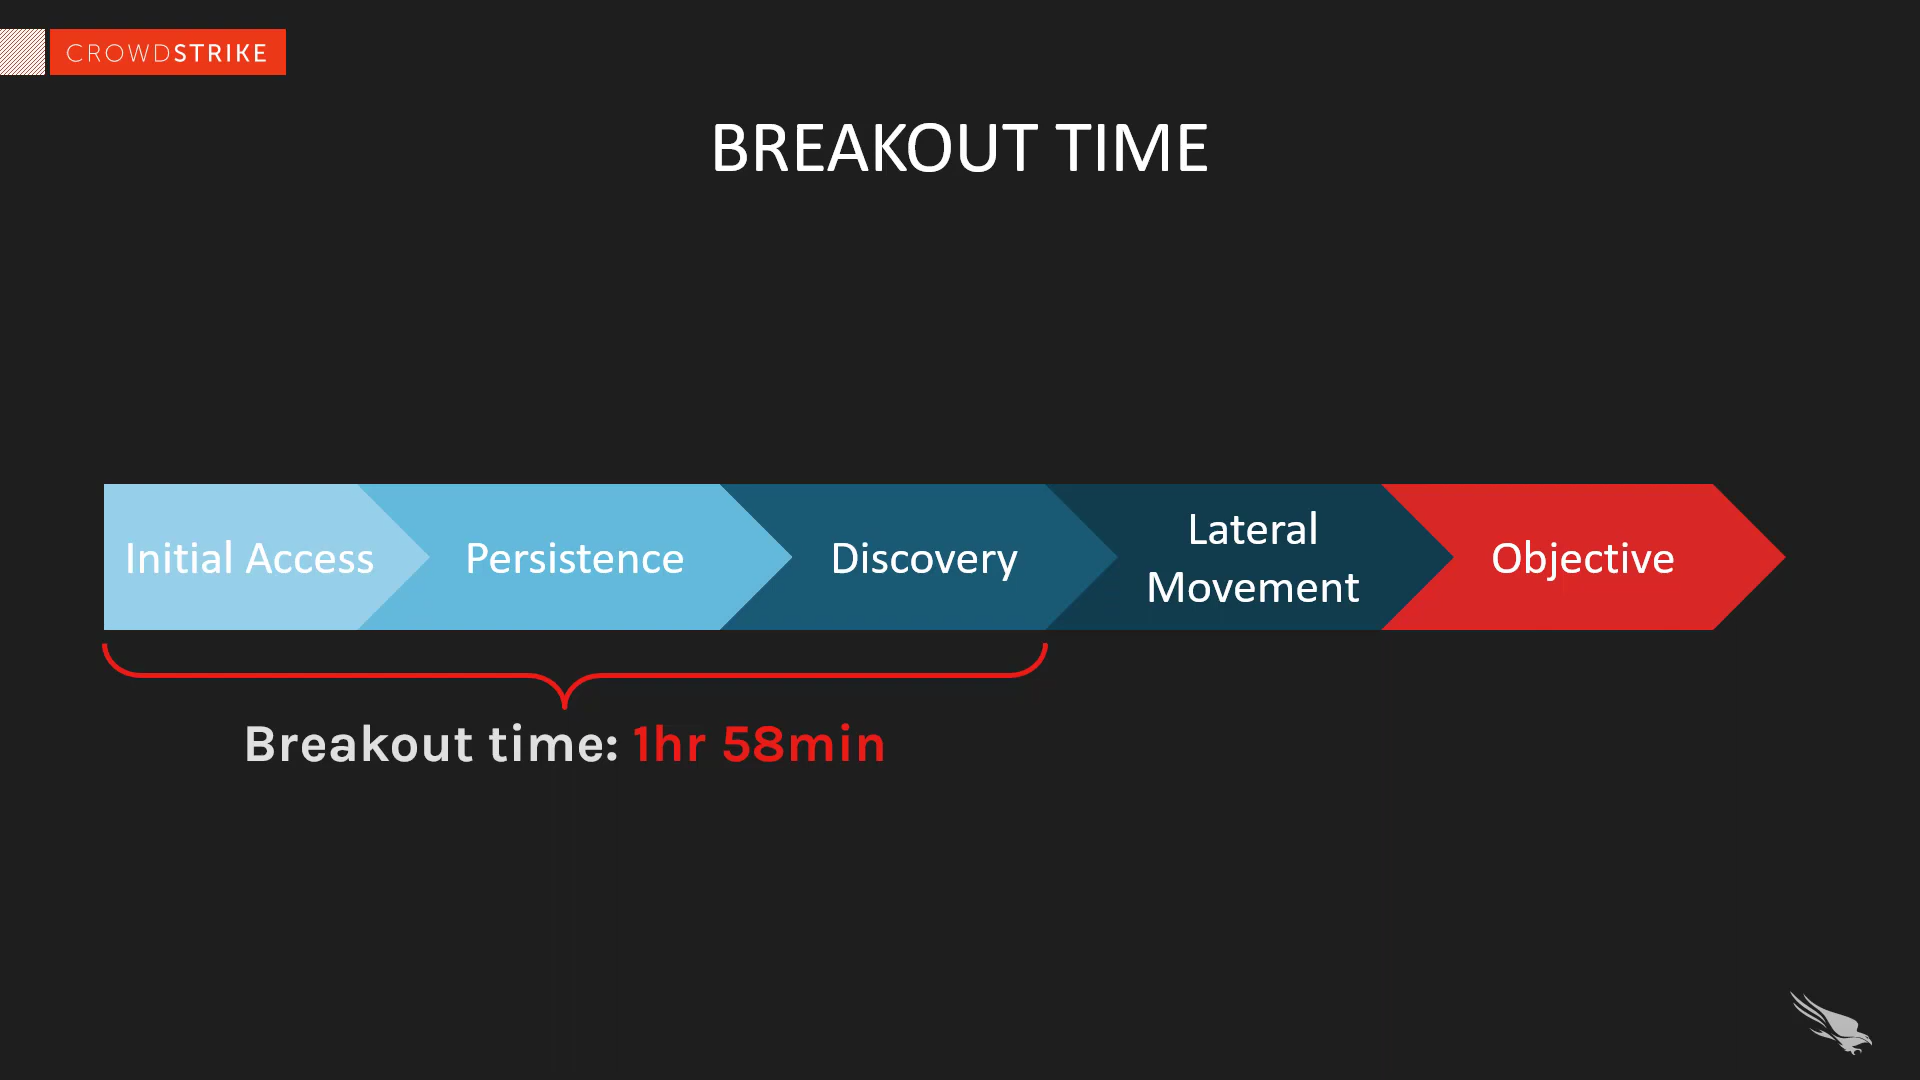 CROWDSTRIKE
BREAKOUT TIME
Initial Access
Persistence
Discovery
Lateral
Movement
Objective
Breakout time: 1hr 58min